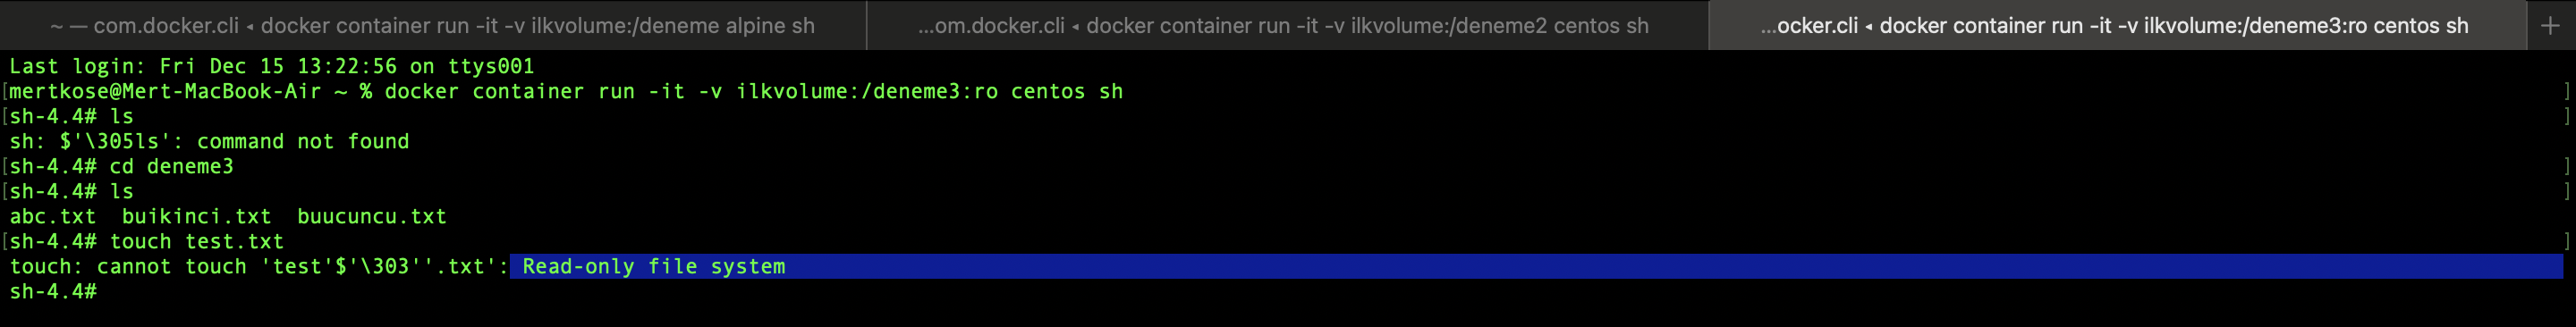 ~ — com.docker.cli ◂ docker container run -it -v ilkvolume:/deneme alpine sh
...om.docker.cli ◂ docker container run -it -v ilkvolume:/deneme2 centos sh
...ocker.cli ◂ docker container run -it -v ilkvolume:/deneme3:ro centos sh
+
Last login: Fri Dec 15 13:22:56 on ttys001
[mertkose@Mert-MacBook-Air ~ % docker container run -it -v ilkvolume:/deneme3:ro centos sh ]
[sh-4.4# ls ]
sh: $'\305ls': command not found
[sh-4.4# cd deneme3 ]
[sh-4.4# ls ]
abc.txt  buikinci.txt  buucuncu.txt
[sh-4.4# touch test.txt ]
touch: cannot touch 'test'$'\303''.txt': Read-only file system
sh-4.4#